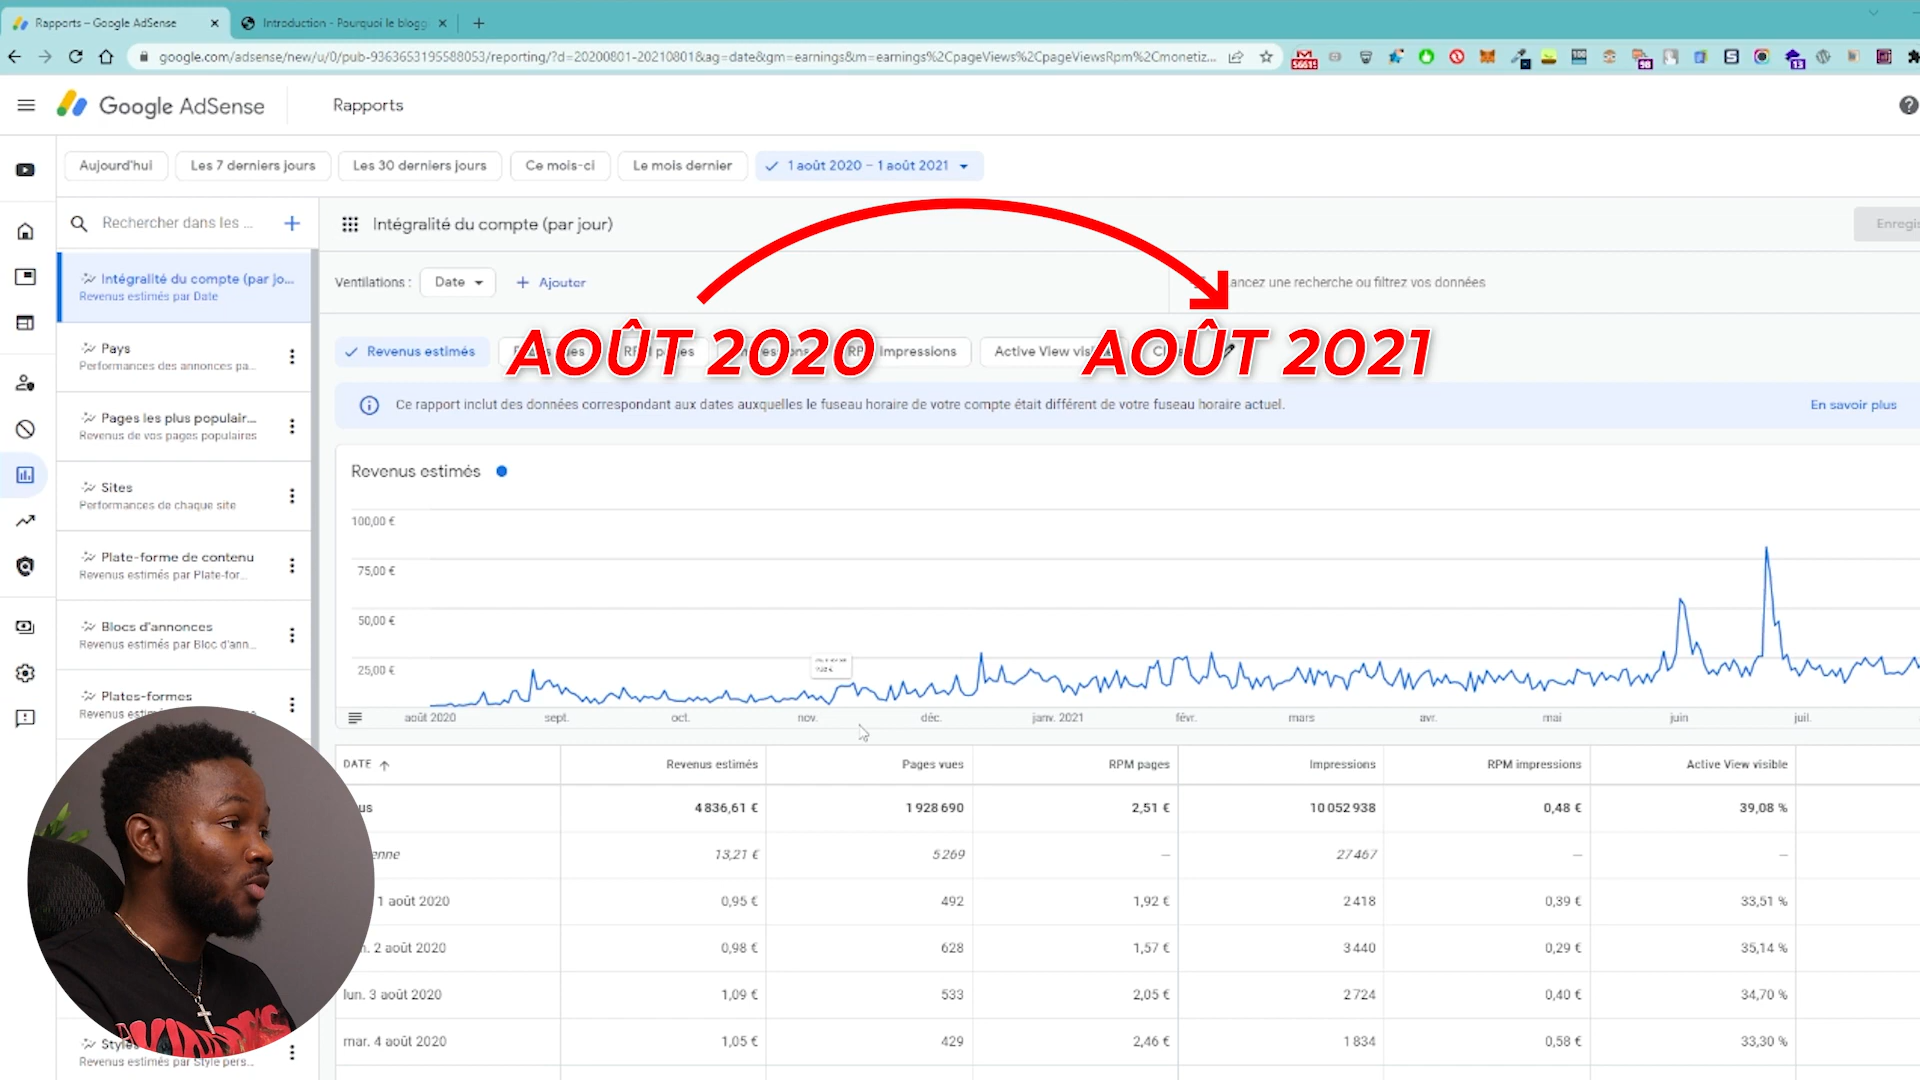 Rapports – Google AdSense
Introduction - Pourquoi le blogg
google.com/adsense/new/u/0/pub-9363653195588053/reporting/?d=20200801-20210801&ag=date&gm=earnings&m=earnings%2CpageViews%2CpageViewsRpm%2Cmonetiz...
Google AdSense
Rapports
Aujourd'hui
Les 7 derniers jours
Les 30 derniers jours
Ce mois-ci
Le mois dernier
1 août 2020 – 1 août 2021
Rechercher dans les ...
Intégralité du compte (par jour)
Enregis
Intégralité du compte (par jo...
Revenus estimés par Date
Ventilations :
Date
Ajouter
ancez une recherche ou filtrez vos données
AOÛT 2020
AOÛT 2021
Revenus estimés
RPM pages
Impressions
RPM Impressions
Active View
Pays
Performances des annonces pa...
Ce rapport inclut des données correspondant aux dates auxquelles le fuseau horaire de votre compte était différent de votre fuseau horaire actuel.
En savoir plus
Pages les plus populair...
Revenus de vos pages populaires
Sites
Performances de chaque site
Plate-forme de contenu
Revenus estimés par Plate-for...
Blocs d'annonces
Revenus estimés par Bloc d'ann...
Plates-formes
Revenus
Styles
Revenus estimés par Style pers...
Revenus estimés
100,00 €
75,00 €
50,00 €
25,00 €
août 2020
sept.
oct.
nov.
déc.
janv. 2021
févr.
mars
avr.
mai
juin
juil.
DATE
Revenus estimés
Pages vues
RPM pages
Impressions
RPM impressions
Active View visible
us
4 836,61 €
1 928 690
2,51 €
10 052 938
0,48 €
39,08 %
enne
13,21 €
5 269
—
27 467
—
—
1 août 2020
0,95 €
492
1,92 €
2 418
0,39 €
33,51 %
2 août 2020
0,98 €
628
1,57 €
3 440
0,29 €
35,14 %
lun. 3 août 2020
1,09 €
533
2,05 €
2 724
0,40 €
34,70 %
mar. 4 août 2020
1,05 €
429
2,46 €
1 834
0,58 €
33,30 %